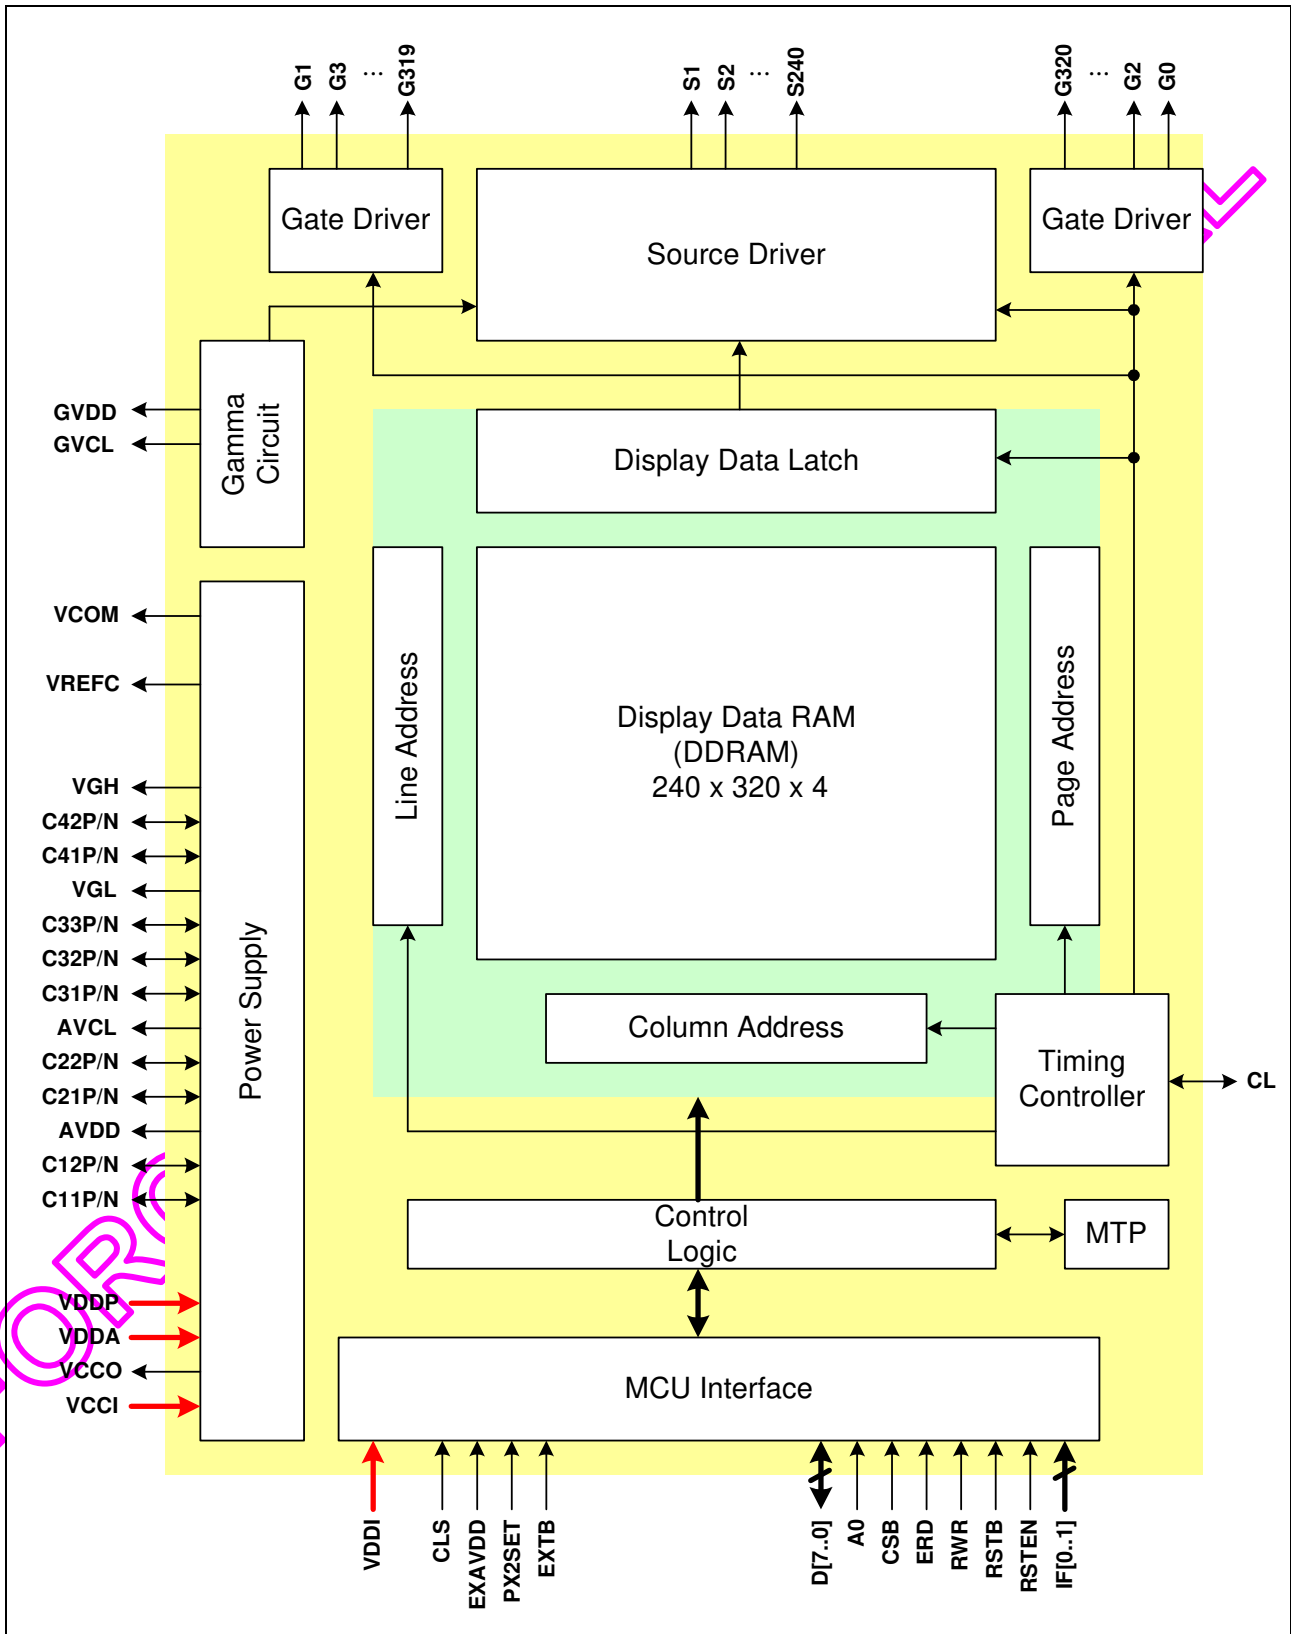 G1
G3
...
G319
S1
S2
...
S240
G320
...
G2
G0
Gate Driver
Source Driver
Gate Driver
GVDD
GVCL
Gamma
Circuit
Display Data Latch
VCOM
VREFC
VGH
C42P/N
C41P/N
VGL
C33P/N
C32P/N
C31P/N
AVCL
C22P/N
C21P/N
AVDD
C12P/N
C11P/N
VDDP
VDDA
VCCO
VCCI
Power Supply
Line Address
Display Data RAM
(DDRAM)
240 x 320 x 4
Page Address
Column Address
Timing
Controller
CL
Control
Logic
MTP
MCU Interface
VDDI
CLS
EXAVDD
PX2SET
EXTB
D[7..0]
A0
CSB
ERD
RWR
RSTB
RSTEN
IF[0..1]